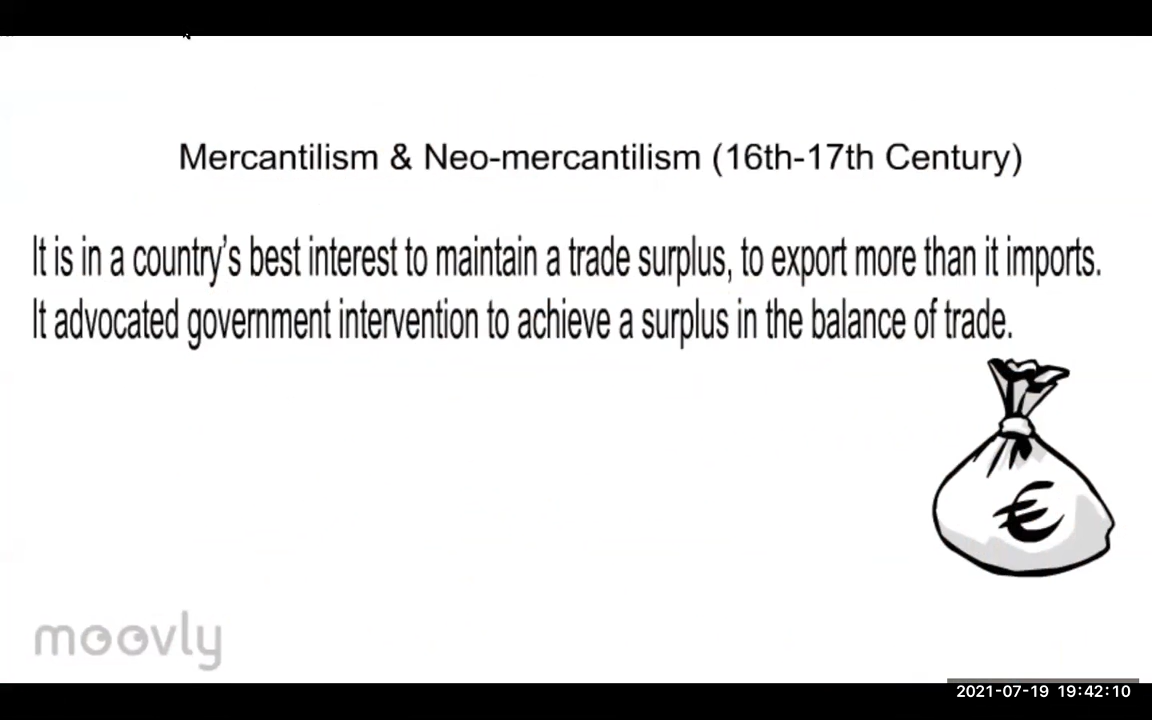 Mercantilism & Neo-mercantilism (16th-17th Century)
It is in a country's best interest to maintain a trade surplus, to export more than it imports.
It advocated government intervention to achieve a surplus in the balance of trade.
€
moovly
2021-07-19 19:42:10